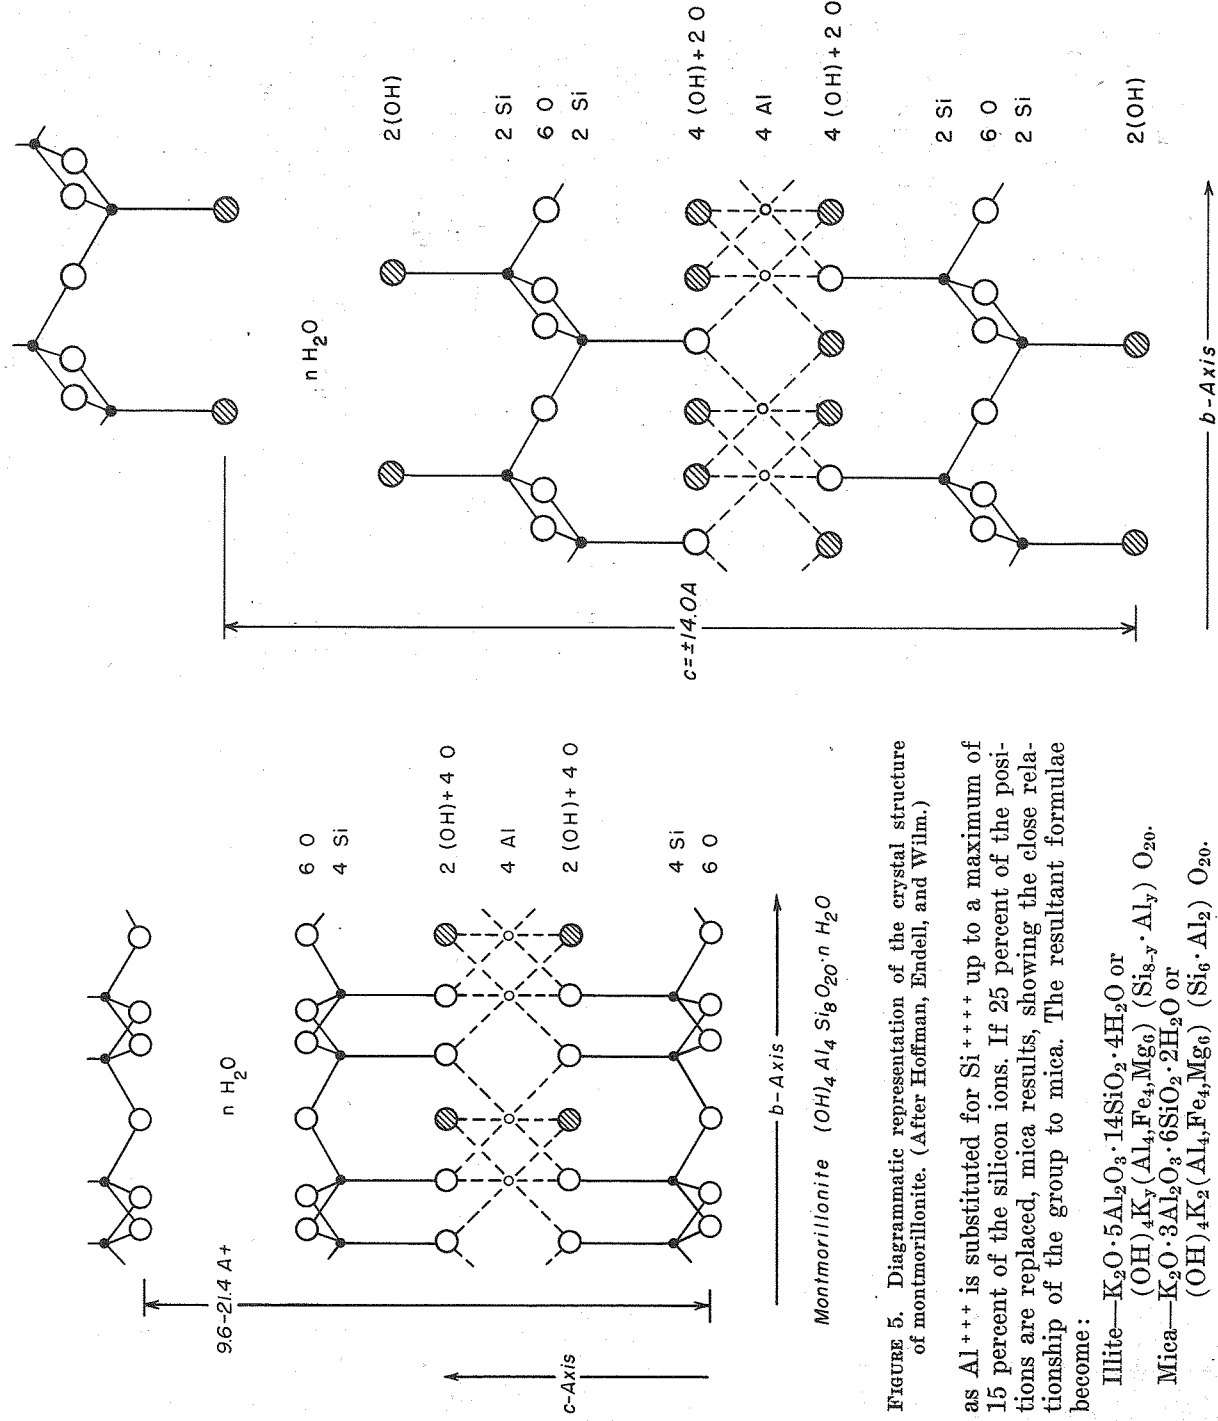 9.6-21.4 A+
c-Axis
n H2O
6 O
4 Si
2 (OH)+4 O
4 Al
2 (OH)+4 O
4 Si
6 O
b-Axis
Montmorillonite (OH)4 Al4 Si8 O20·n H2O
FIGURE 5. Diagrammatic representation of the crystal structure
of montmorillonite. (After Hoffman, Endell, and Wilm.)
as Al+++ is substituted for Si++++ up to a maximum of
15 percent of the silicon ions. If 25 percent of the posi-
tions are replaced, mica results, showing the close rela-
tionship of the group to mica. The resultant formulae
become:
Illite—K2O·5Al2O3·14SiO2·4H2O or
(OH)4Ky(Al4,Fe4,Mg6) (Si8-y·Aly) O20.
Mica—K2O·3Al2O3·6SiO2·2H2O or
(OH)4K2(Al4,Fe4,Mg6) (Si6·Al2) O20.
n H2O
c=±14.0A
2(OH)
2 Si
6 O
2 Si
4 (OH)+2 O
4 Al
4 (OH)+2 O
2 Si
6 O
2 Si
2(OH)
b-Axis